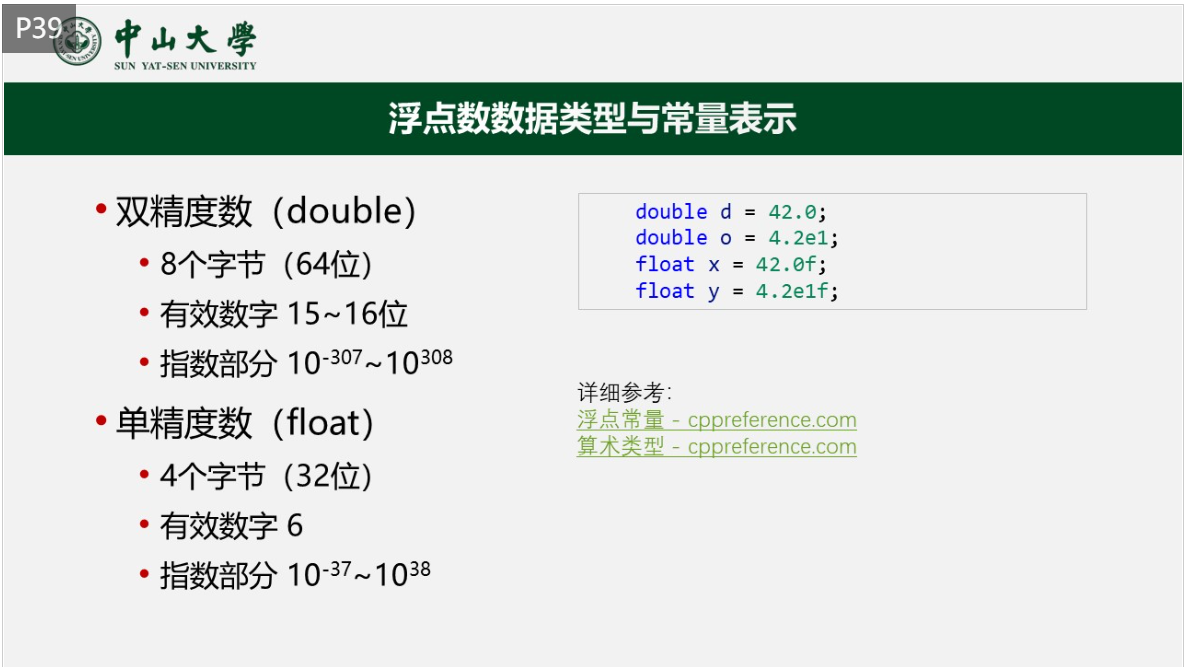 P39
中山大學
SUN YAT-SEN UNIVERSITY
浮点数数据类型与常量表示
•双精度数（double）
•8个字节（64位）
•有效数字 15~16位
•指数部分 10⁻³⁰⁷~10³⁰⁸
•单精度数（float）
•4个字节（32位）
•有效数字 6
•指数部分 10⁻³⁷~10³⁸
double d = 42.0;
double o = 4.2e1;
float x = 42.0f;
float y = 4.2e1f;
详细参考：
浮点常量 - cppreference.com
算术类型 - cppreference.com